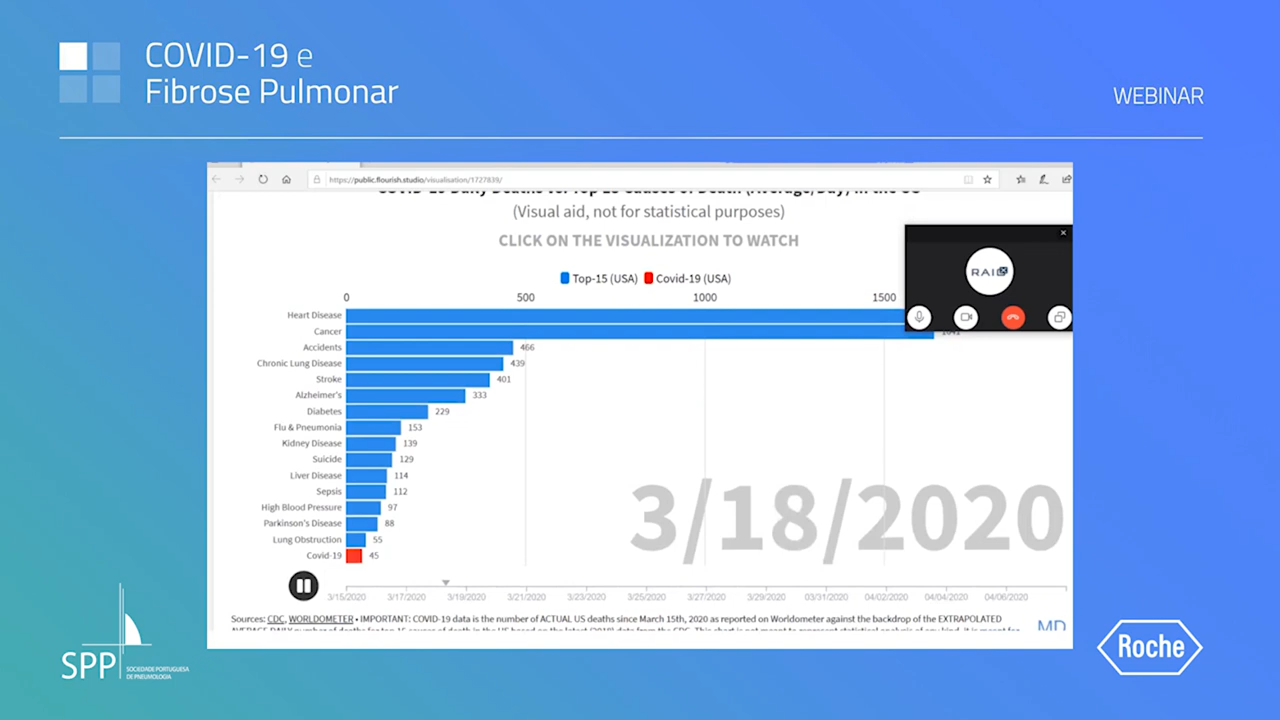 COVID-19 e
Fibrose Pulmonar
WEBINAR
https://public.flourish.studio/visualisation/1727839/
(Visual aid, not for statistical purposes)
CLICK ON THE VISUALIZATION TO WATCH
Top-15 (USA) Covid-19 (USA)
0 500 1000 1500
RAIO
Heart Disease
Cancer
Accidents 466
Chronic Lung Disease 439
Stroke 401
Alzheimer's 333
Diabetes 229
Flu & Pneumonia 153
Kidney Disease 139
Suicide 129
Liver Disease 114
Sepsis 112
High Blood Pressure 97
Parkinson's Disease 88
Lung Obstruction 55
Covid-19 45
3/18/2020
3/15/2020 3/17/2020 3/19/2020 3/21/2020 3/23/2020 3/25/2020 3/27/2020 3/29/2020 03/31/2020 04/02/2020 04/04/2020 04/06/2020
Sources: CDC, WORLDOMETER • IMPORTANT: COVID-19 data is the number of ACTUAL US deaths since March 15th, 2020 as reported on Worldometer against the backdrop of the EXTRAPOLATED
MD
SPP SOCIEDADE PORTUGUESA
DE PNEUMOLOGIA
Roche